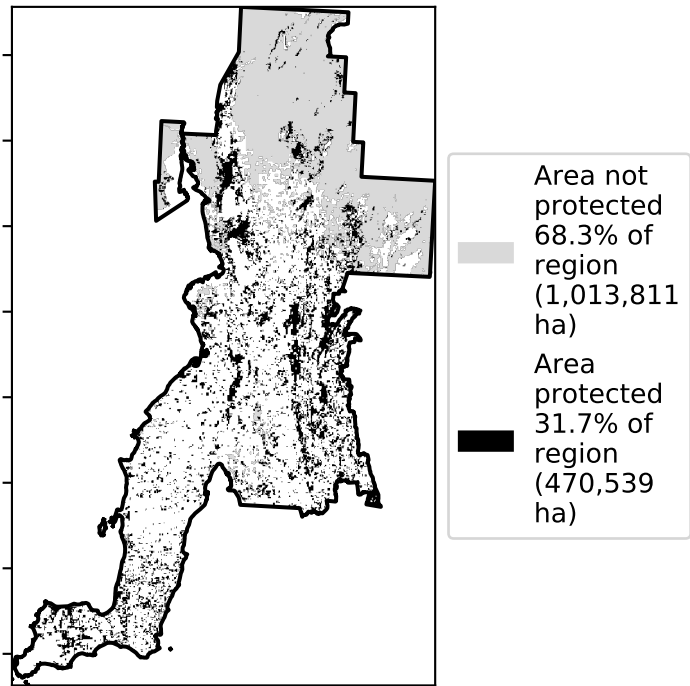 Area not
protected
68.3% of
region
(1,013,811
ha)
Area
protected
31.7% of
region
(470,539
ha)